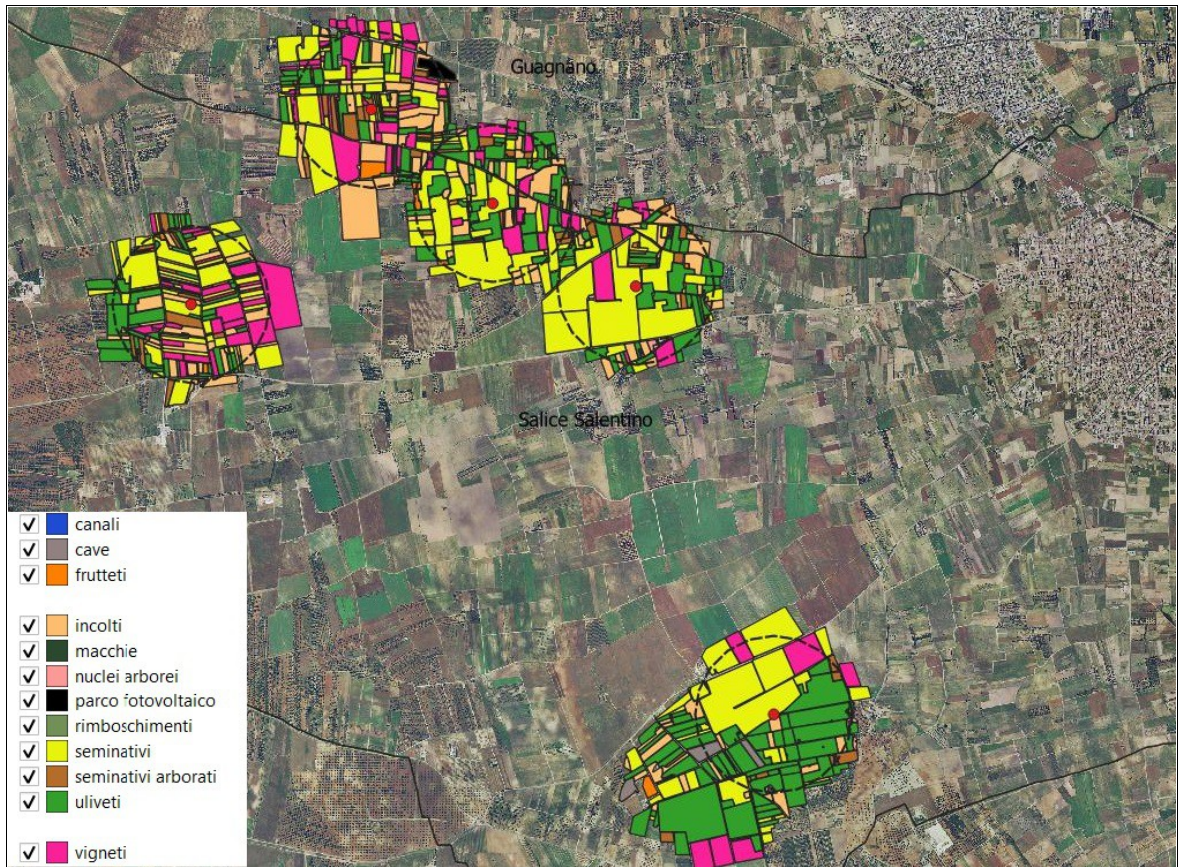 Guagnano
Salice Salentino
canali
cave
frutteti
incolti
macchie
nuclei arborei
parco fotovoltaico
rimboschimenti
seminativi
seminativi arborati
uliveti
vigneti